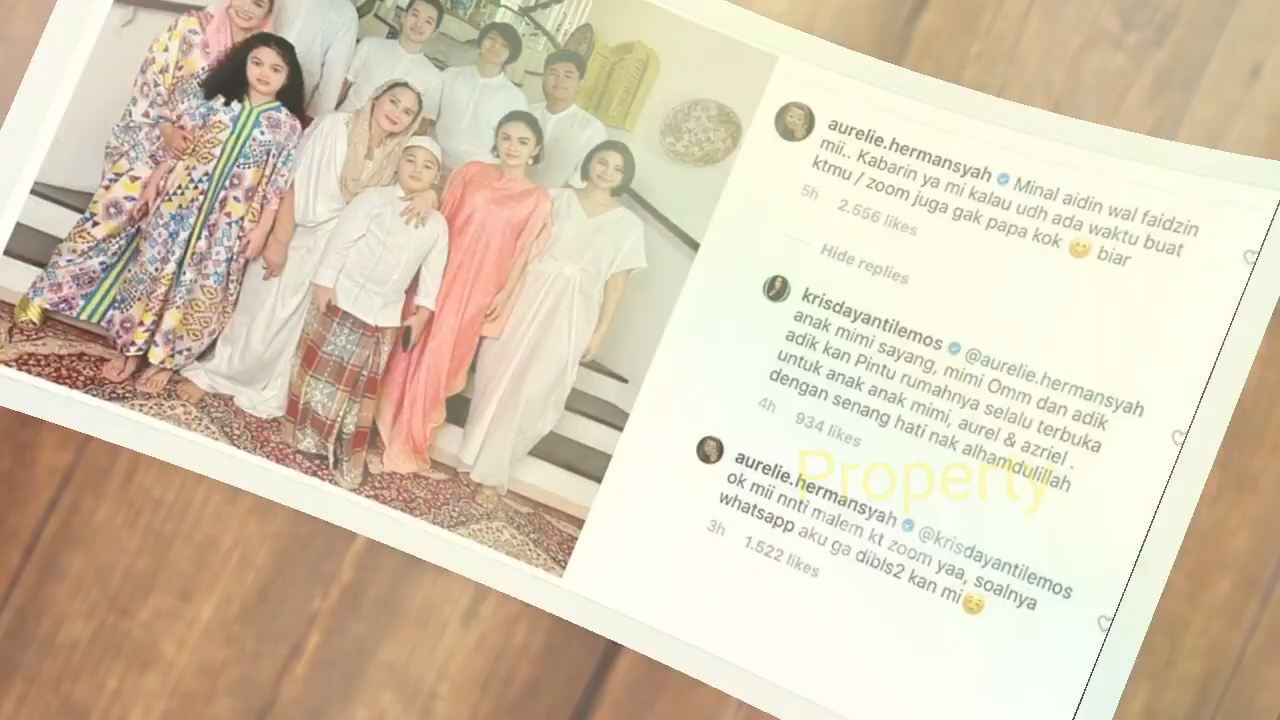 aurelie.hermansyah Minal aidin wal faidzin
mii.. Kabarin ya mi kalau udh ada waktu buat
ktmu / zoom juga gak papa kok 😊 biar
5h 2.556 likes
Hide replies
krisdayantilemos @aurelie.hermansyah
anak mimi sayang, mimi Omm dan adik
adik kan Pintu rumahnya selalu terbuka
untuk anak anak mimi, aurel & azriel .
dengan senang hati nak alhamdulillah
4h 934 likes
Property
aurelie.hermansyah @krisdayantilemos
ok mii nnti malem kt zoom yaa, soalnya
whatsapp aku ga dibls2 kan mi☺️
3h 1.522 likes